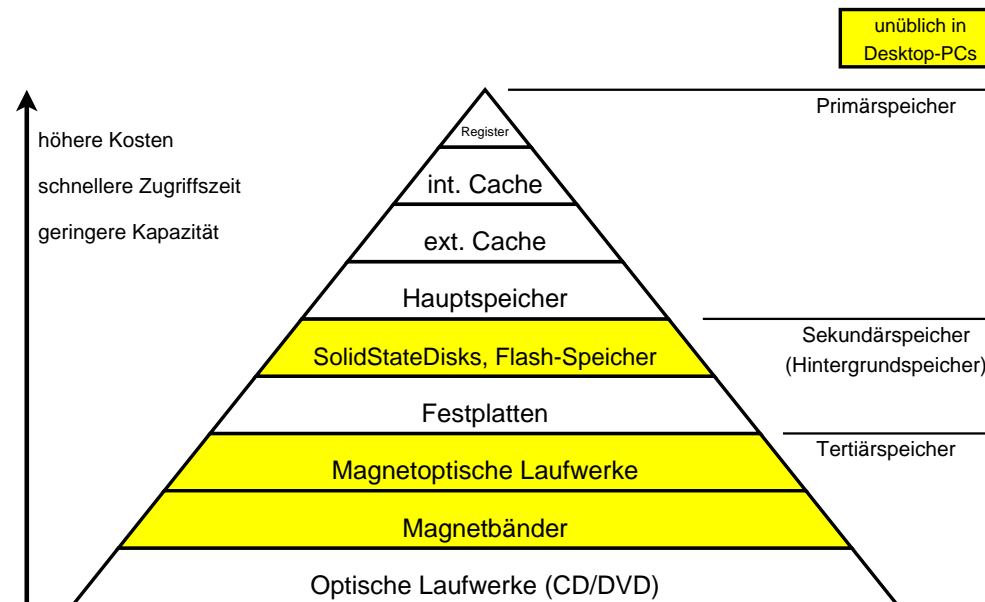 unüblich in
Desktop-PCs
Primärspeicher
höhere Kosten
schnellere Zugriffszeit
geringere Kapazität
Register
int. Cache
ext. Cache
Hauptspeicher
Sekundärspeicher
(Hintergrundspeicher)
SolidStateDisks, Flash-Speicher
Festplatten
Tertiärspeicher
Magnetoptische Laufwerke
Magnetbänder
Optische Laufwerke (CD/DVD)